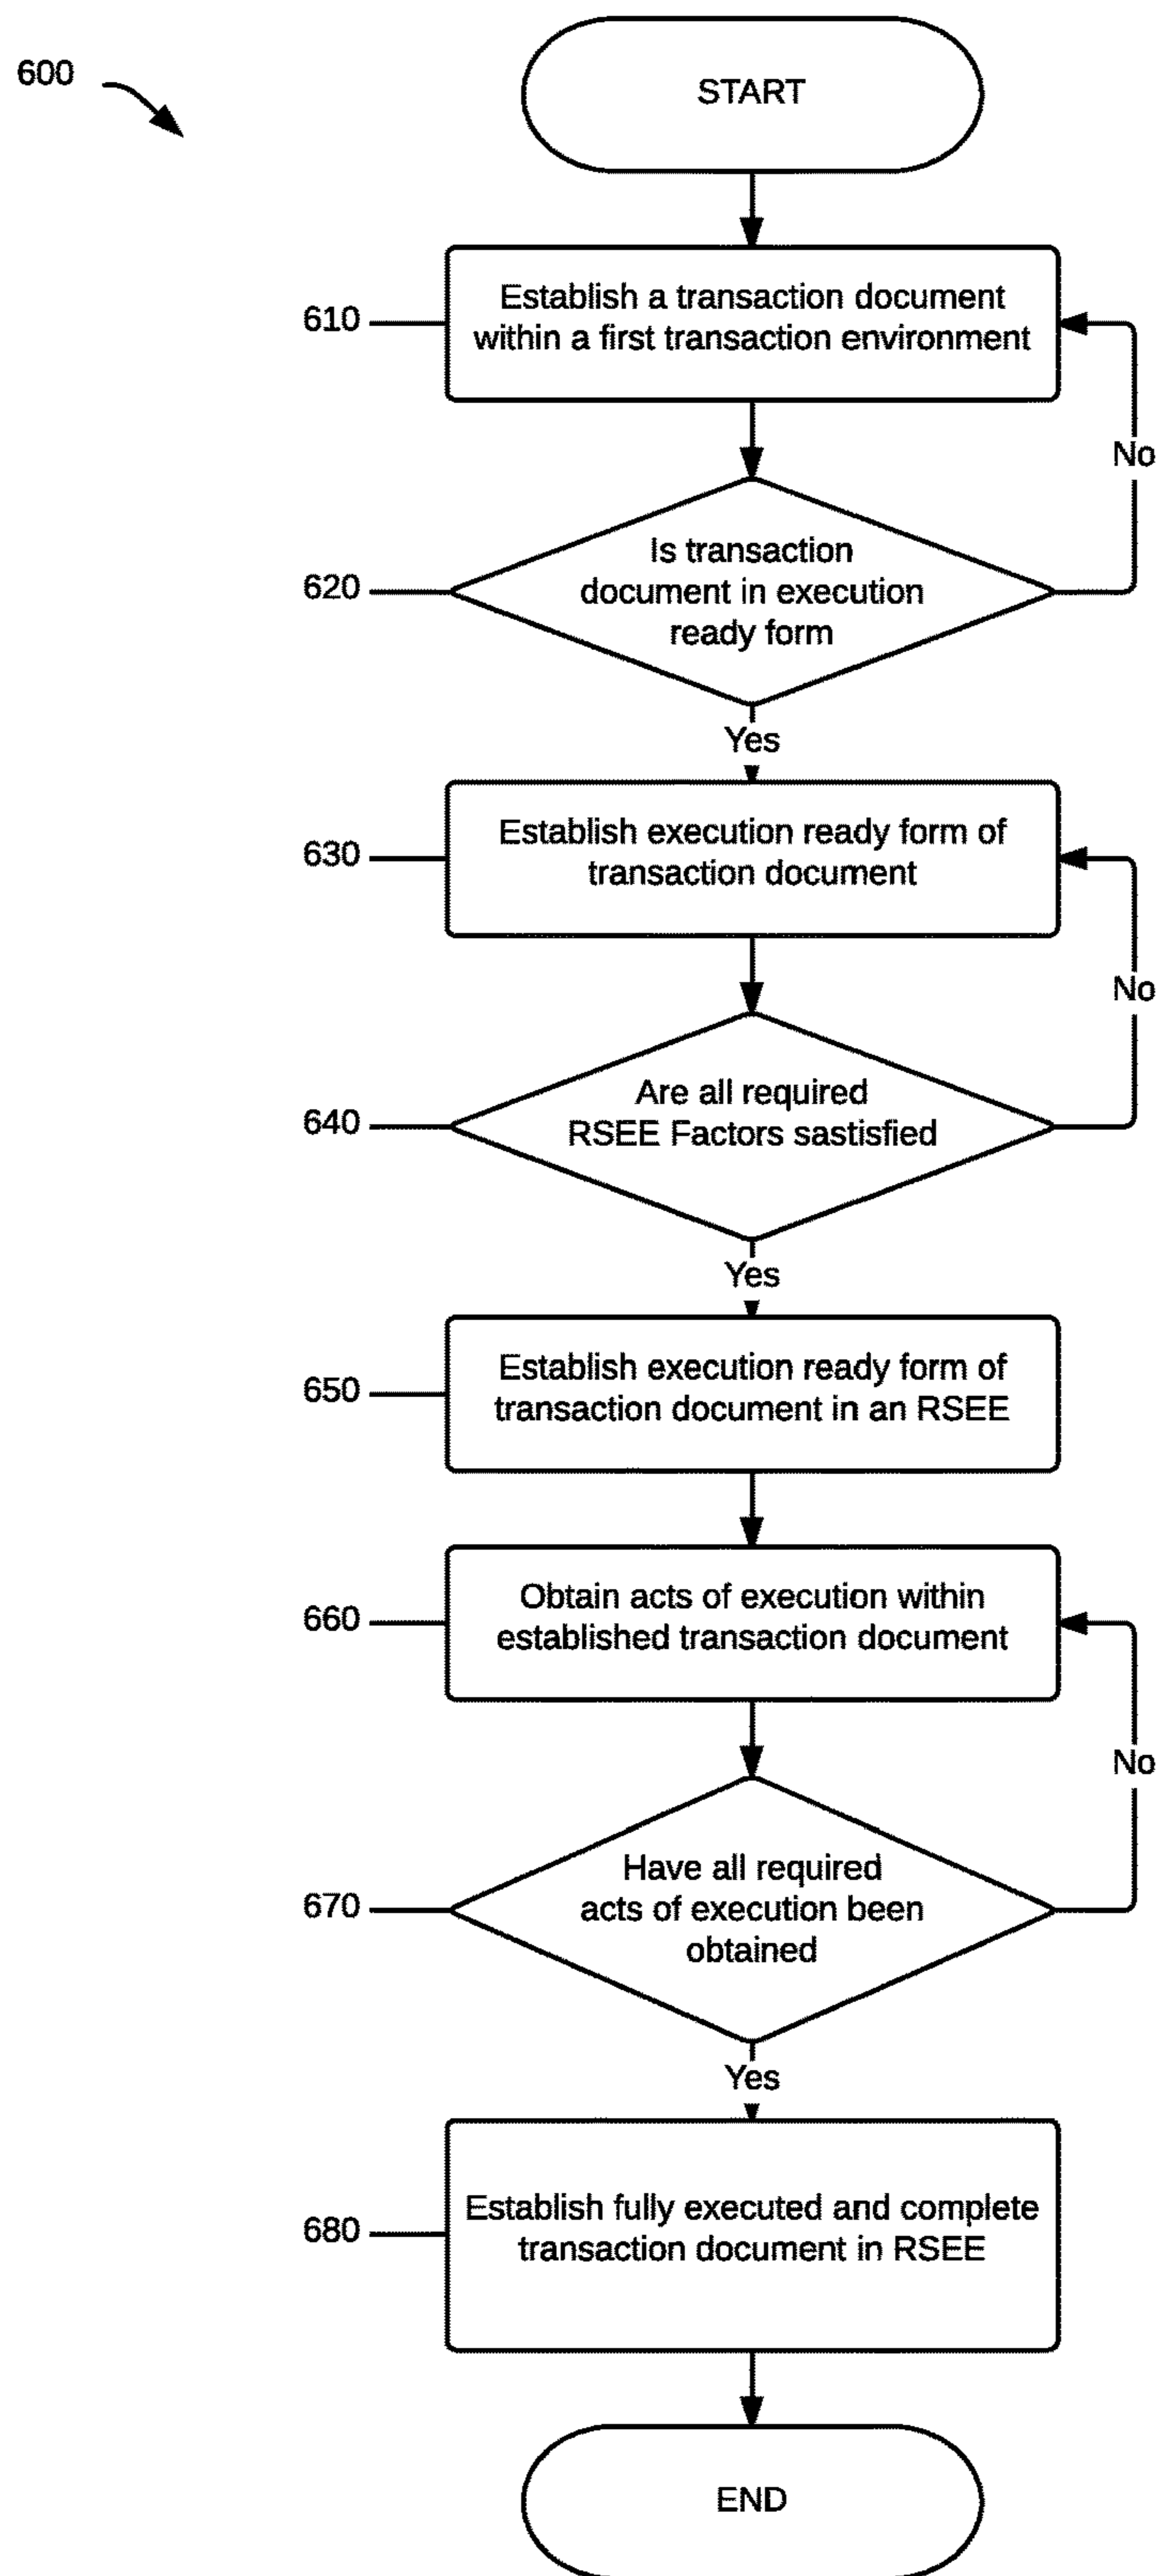 600
START
610
Establish a transaction document
within a first transaction environment
No
620
Is transaction
document in execution
ready form
Yes
630
Establish execution ready form of
transaction document
No
640
Are all required
RSEE Factors sastisfied
Yes
650
Establish execution ready form of
transaction document in an RSEE
660
Obtain acts of execution within
established transaction document
No
670
Have all required
acts of execution been
obtained
Yes
680
Establish fully executed and complete
transaction document in RSEE
END